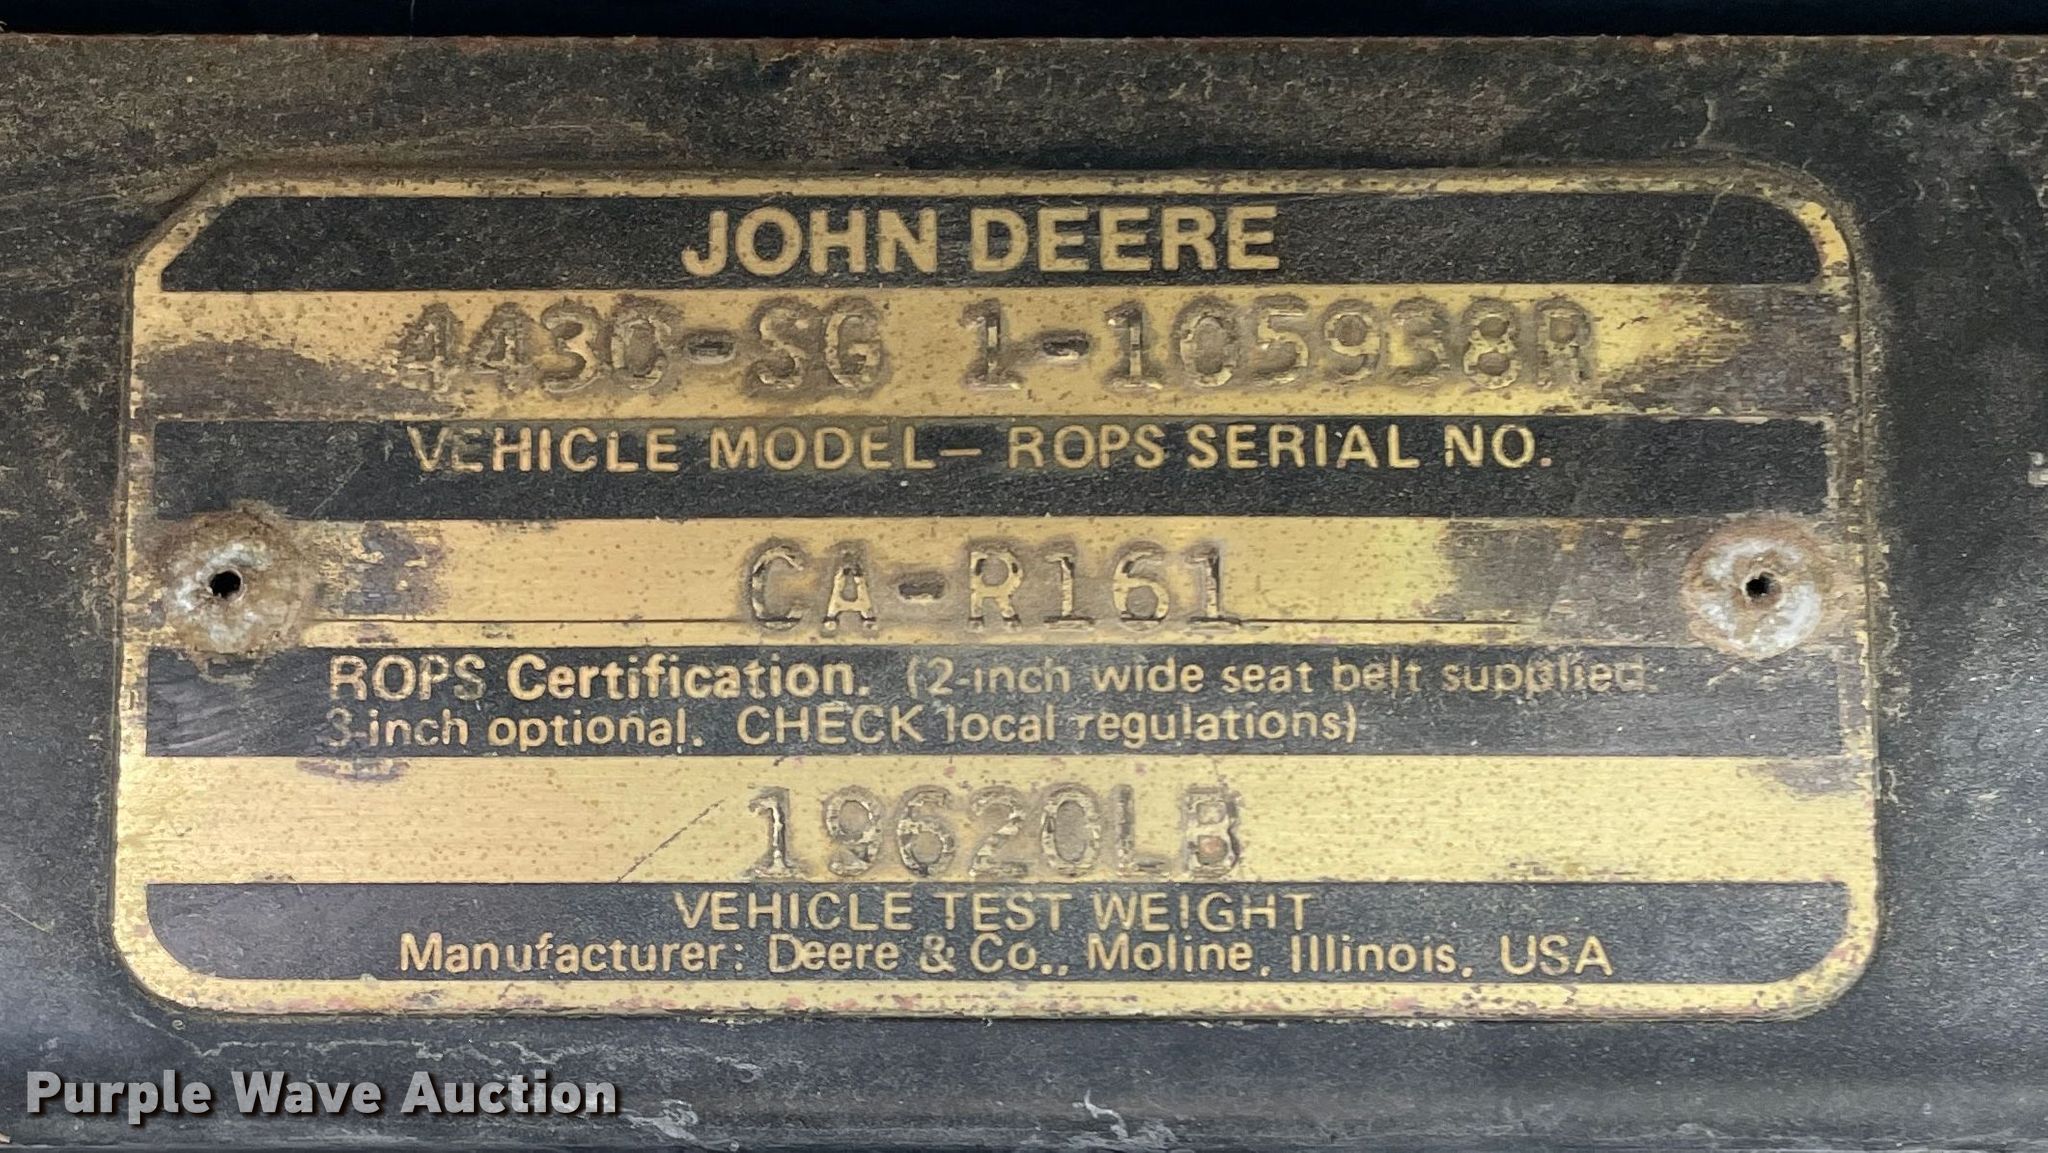 JOHN DEERE
4430-SG 1-105938R
VEHICLE MODEL— ROPS SERIAL NO.
CA-R161
ROPS Certification. (2-inch wide seat belt supplied.
3-inch optional. CHECK local regulations)
19620LB
VEHICLE TEST WEIGHT
Manufacturer: Deere & Co., Moline, Illinois, USA
Purple Wave Auction